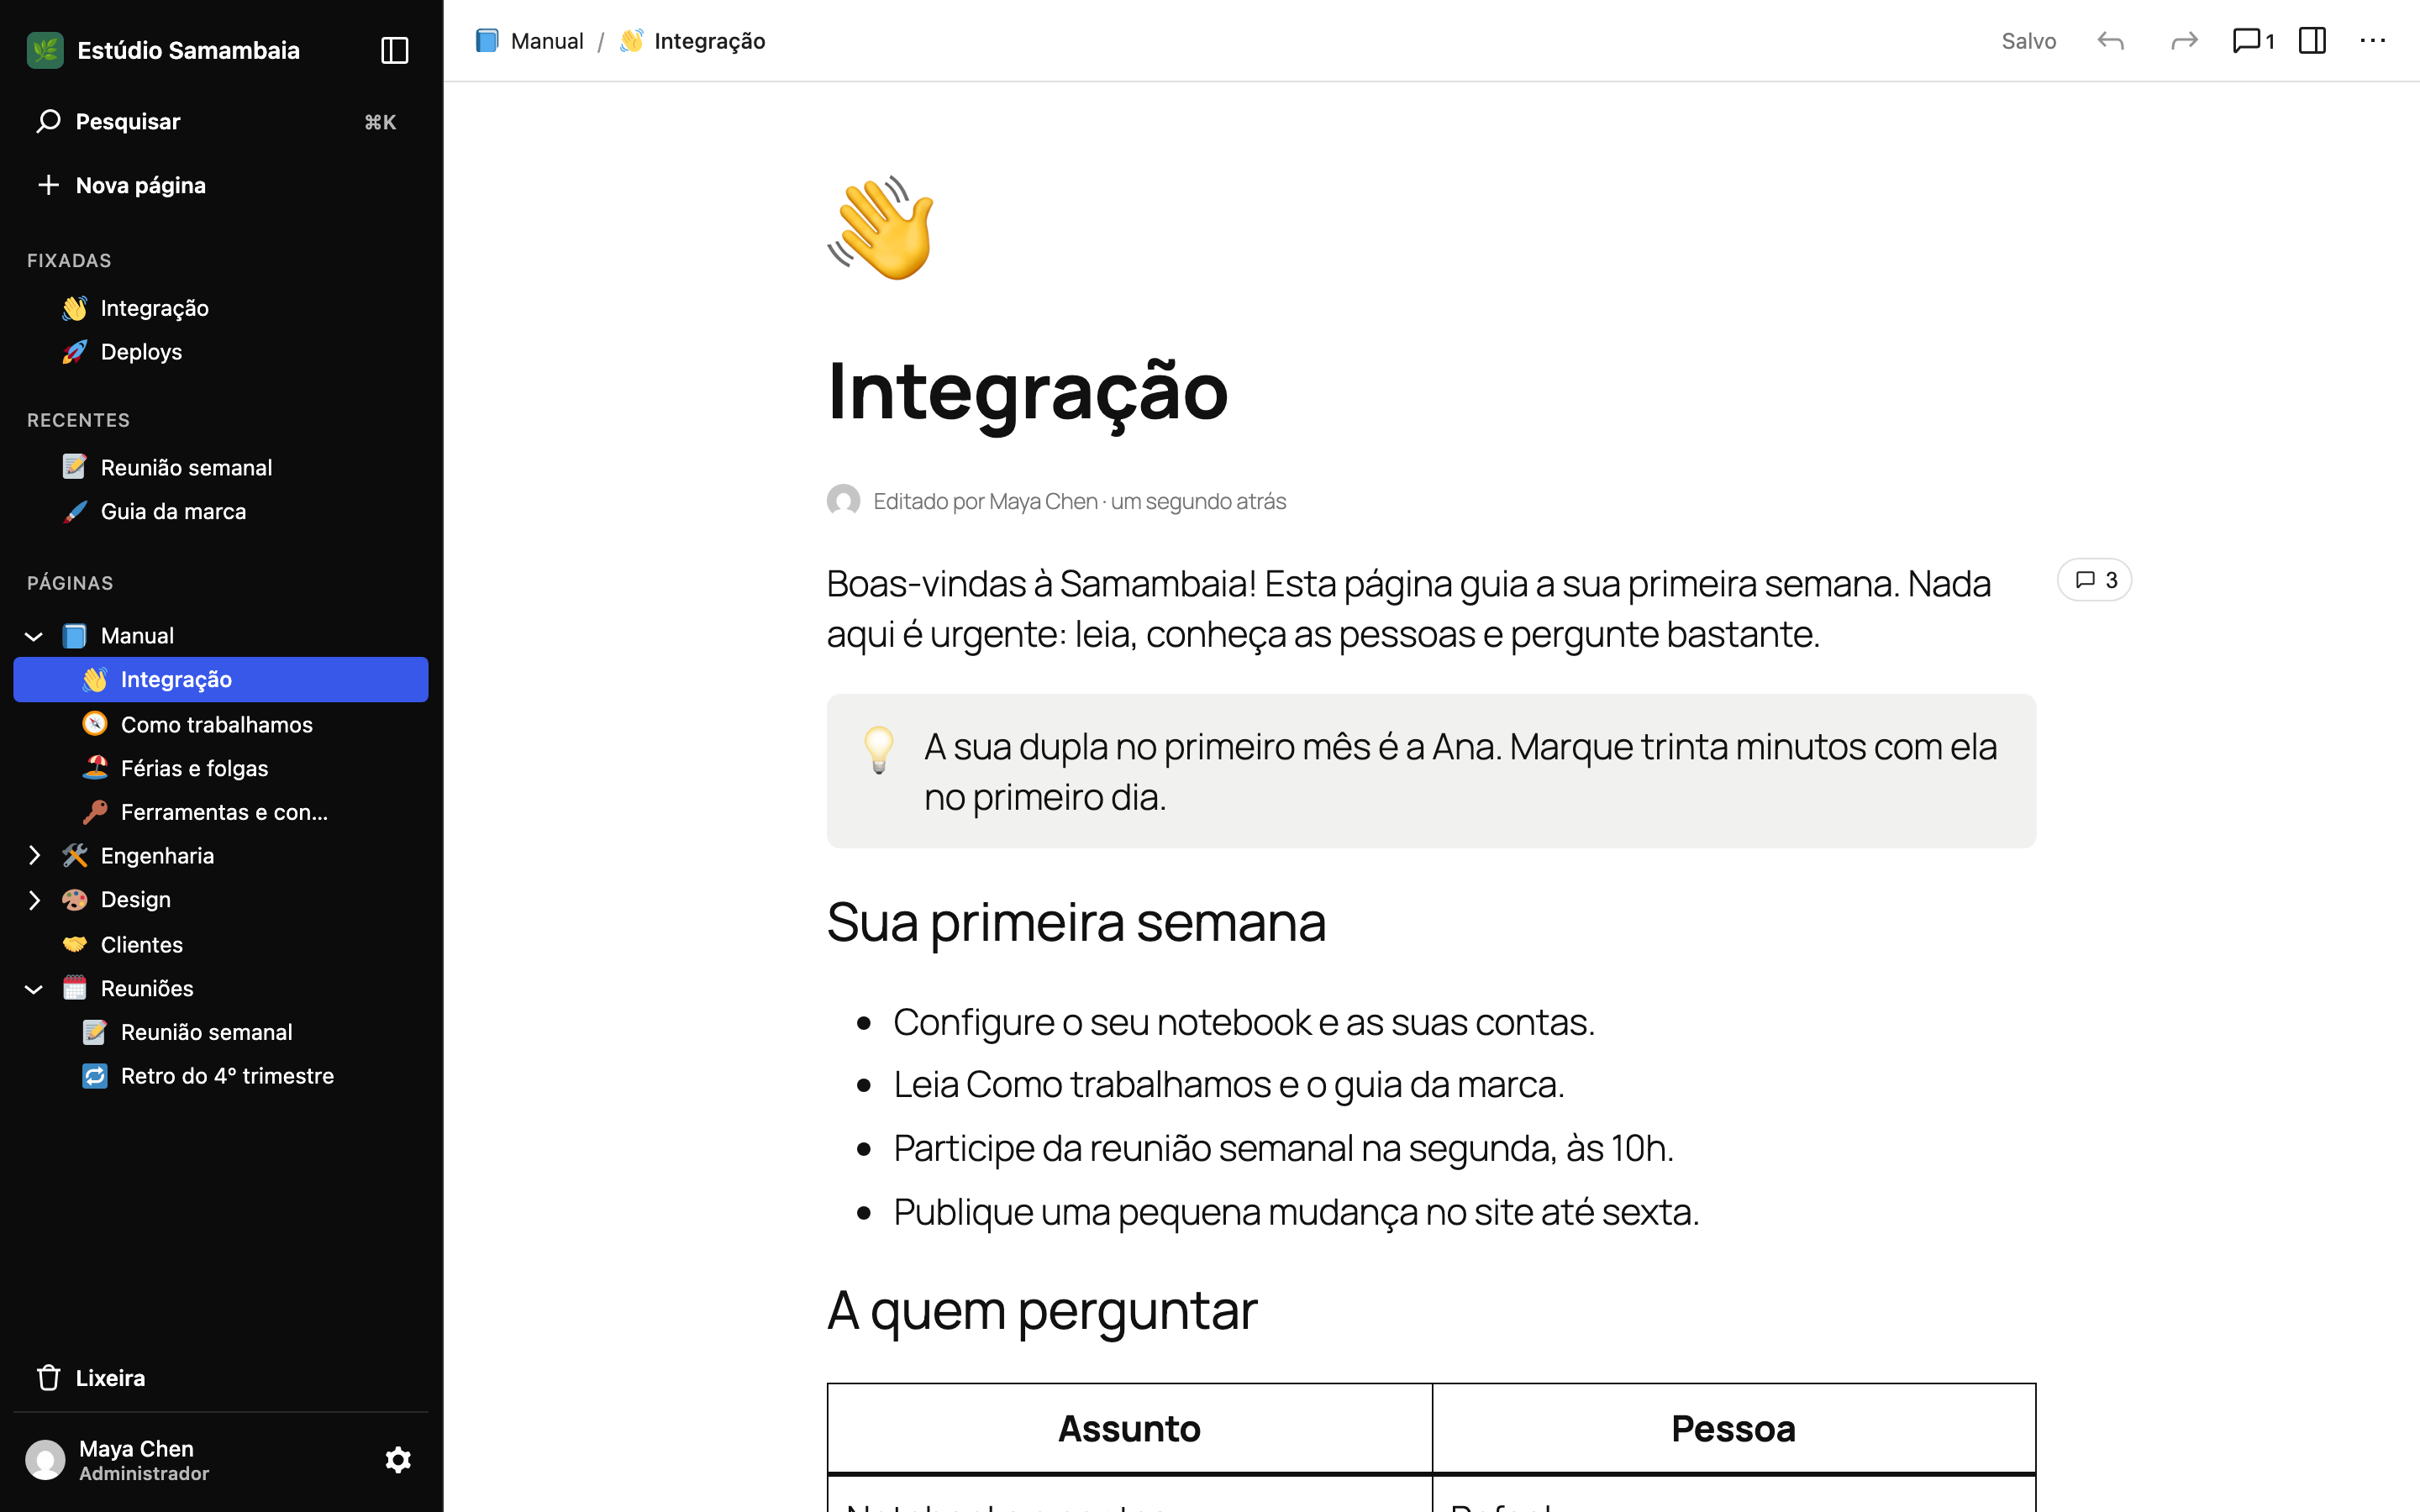 Estúdio Samambaia
Pesquisar ⌘K
Nova página
FIXADAS
Integração
Deploys
RECENTES
Reunião semanal
Guia da marca
PÁGINAS
Manual
Integração
Como trabalhamos
Férias e folgas
Ferramentas e con...
Engenharia
Design
Clientes
Reuniões
Reunião semanal
Retro do 4º trimestre
Lixeira
Maya Chen
Administrador
Manual / Integração
Salvo
1
Integração
Editado por Maya Chen · um segundo atrás
Boas-vindas à Samambaia! Esta página guia a sua primeira semana. Nada
aqui é urgente: leia, conheça as pessoas e pergunte bastante.
3
A sua dupla no primeiro mês é a Ana. Marque trinta minutos com ela
no primeiro dia.
Sua primeira semana
• Configure o seu notebook e as suas contas.
• Leia Como trabalhamos e o guia da marca.
• Participe da reunião semanal na segunda, às 10h.
• Publique uma pequena mudança no site até sexta.
A quem perguntar
Assunto Pessoa